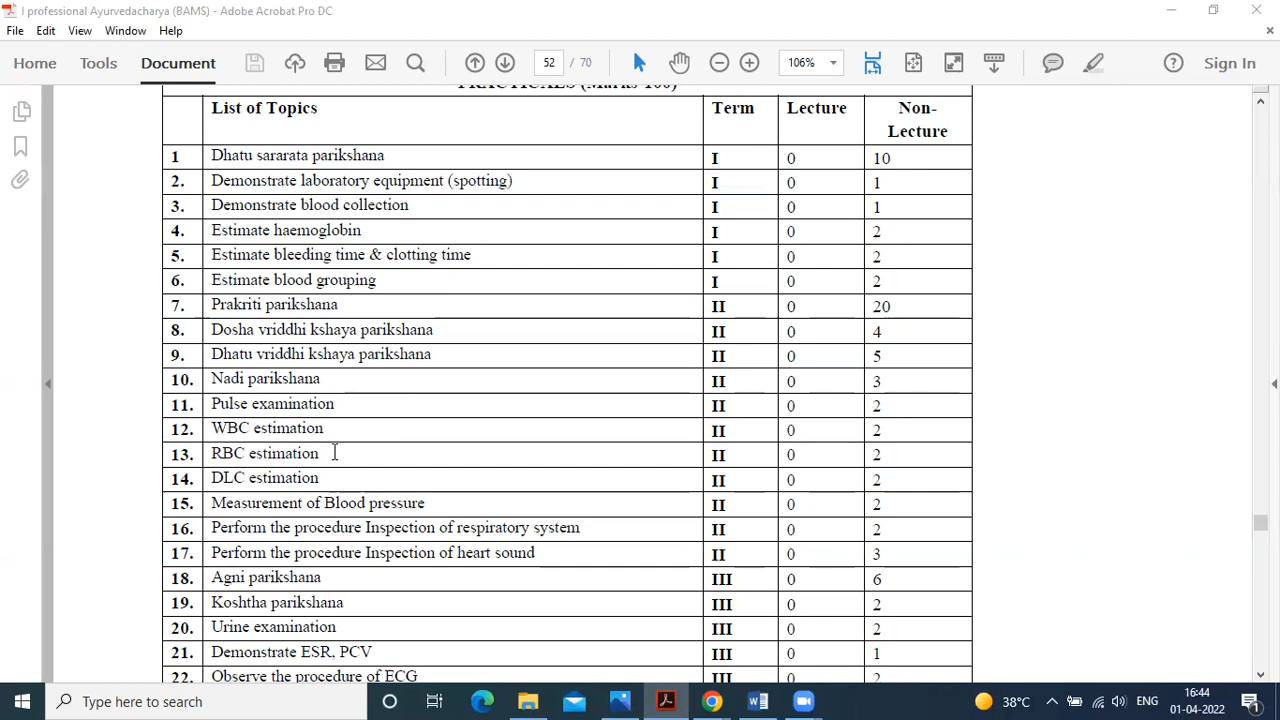 I professional Ayurvedacharya (BAMS) - Adobe Acrobat Pro DC
File Edit View Window Help
Home Tools Document 52 / 70 106% Sign In
PRACTICALS (Marks 100)
List of Topics Term Lecture Non-
Lecture
1 Dhatu sararata parikshana I 0 10
2. Demonstrate laboratory equipment (spotting) I 0 1
3. Demonstrate blood collection I 0 1
4. Estimate haemoglobin I 0 2
5. Estimate bleeding time & clotting time I 0 2
6. Estimate blood grouping I 0 2
7. Prakriti parikshana II 0 20
8. Dosha vriddhi kshaya parikshana II 0 4
9. Dhatu vriddhi kshaya parikshana II 0 5
10. Nadi parikshana II 0 3
11. Pulse examination II 0 2
12. WBC estimation II 0 2
13. RBC estimation II 0 2
14. DLC estimation II 0 2
15. Measurement of Blood pressure II 0 2
16. Perform the procedure Inspection of respiratory system II 0 2
17. Perform the procedure Inspection of heart sound II 0 3
18. Agni parikshana III 0 6
19. Koshtha parikshana III 0 2
20. Urine examination III 0 2
21. Demonstrate ESR, PCV III 0 1
22. Observe the procedure of ECG III 0 2
Type here to search 38°C ENG 16:44
01-04-2022 1